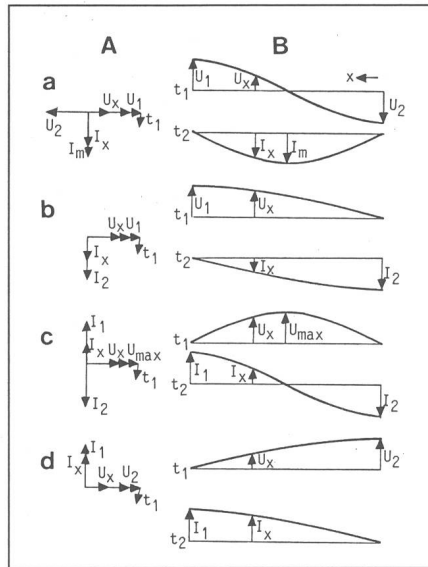 A B
a
U₂ Uₓ U₁ t₁
Iₓ
Iₘ
t₁ U₁ Uₓ x U₂
t₂ Iₓ Iₘ
b
Uₓ U₁ t₁
Iₓ
I₂
t₁ U₁ Uₓ
t₂ Iₓ I₂
c
I₁
Iₓ Uₓ Umax t₁
I₂
t₁ Uₓ Umax
t₂ I₁ Iₓ I₂
d
I₁
Iₓ Uₓ U₂ t₁
t₁ Uₓ U₂
t₂ I₁ Iₓ